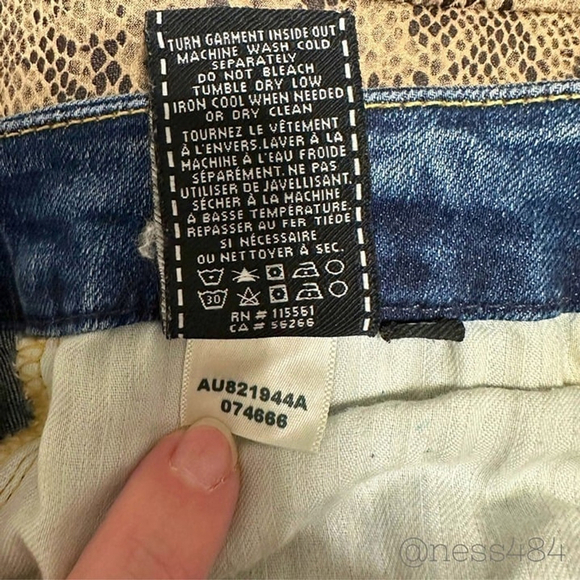 TURN GARMENT INSIDE OUT
MACHINE WASH COLD
SEPARATELY
DO NOT BLEACH
TUMBLE DRY LOW
IRON COOL WHEN NEEDED
OR DRY CLEAN
TOURNEZ LE VÊTEMENT
À L'ENVERS.LAVER À LA
MACHINE À L'EAU FROIDE
SÉPARÉMENT. NE PAS
UTILISER DE JAVELLISANT.
SÉCHER À LA MACHINE
À BASSE TEMPÉRATURE.
REPASSER AU FER TIÈDE
SI NÉCESSAIRE
OU NETTOYER À SEC.
30
RN # 115561
CA # 56266
AU821944A
074666
@ness484